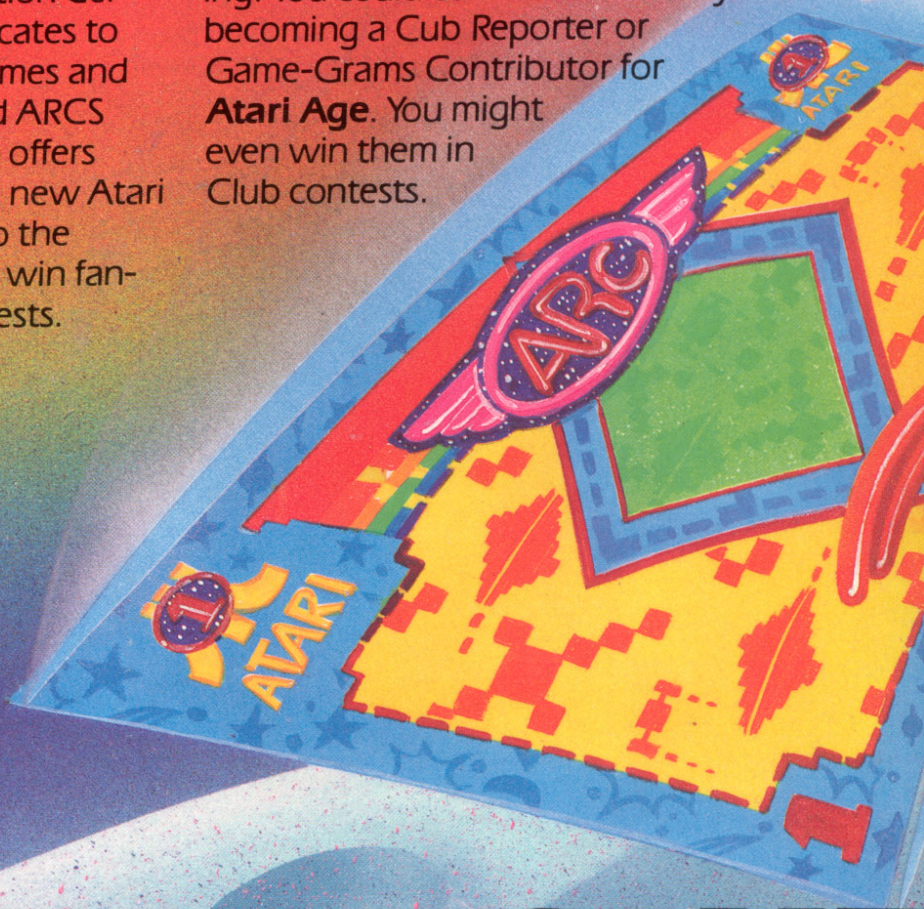 cates to
mes and
ARCS
offers
new Atari
the
win fan-
ests.
becoming a Cub Reporter or
Game-Grams Contributor for
Atari Age. You might
even win them in
Club contests.
1
ATARI
ARC
1
ATARI
1